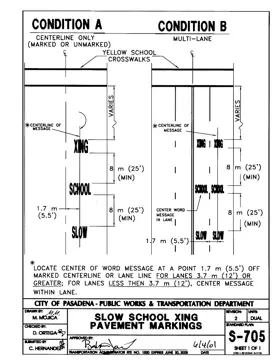 CONDITION A
CENTERLINE ONLY
(MARKED OR UNMARKED)
CONDITION B
MULTI-LANE
YELLOW SCHOOL
CROSSWALKS
VARIES
VARIES
* CENTERLINE OF
MESSAGE
* CENTERLINE OF
MESSAGE
XING
XING
XING
8 m (25')
(MIN)
8 m (25')
(MIN)
SCHOOL
SCHOOL
SCHOOL
1.7 m
(5.5')
CENTER WORD
MESSAGE
IN LANE
8 m (25')
(MIN)
8 m (25')
(MIN)
SLOW
SLOW
SLOW
1.7 m (5.5')
*
LOCATE CENTER OF WORD MESSAGE AT A POINT 1.7 m (5.5') OFF
MARKED CENTERLINE OR LANE LINE FOR LANES 3.7 m (12') OR
GREATER; FOR LANES LESS THEN 3.7 m (12'), CENTER MESSAGE
WITHIN LANE.
CITY OF PASADENA - PUBLIC WORKS & TRANSPORTATION DEPARTMENT
DRAWN BY:
M. MOJICA
CHECKED BY:
D. ORTEGA
SUBMITTED BY
C. HERNANDEZ
SLOW SCHOOL XING
PAVEMENT MARKINGS
APPROVED BY:
TRANSPORTATION ADMINISTRATOR
DATE
REVISION
2
UNITS
DUAL
STANDARD PLAN
S-705
SHEET 1 OF 1